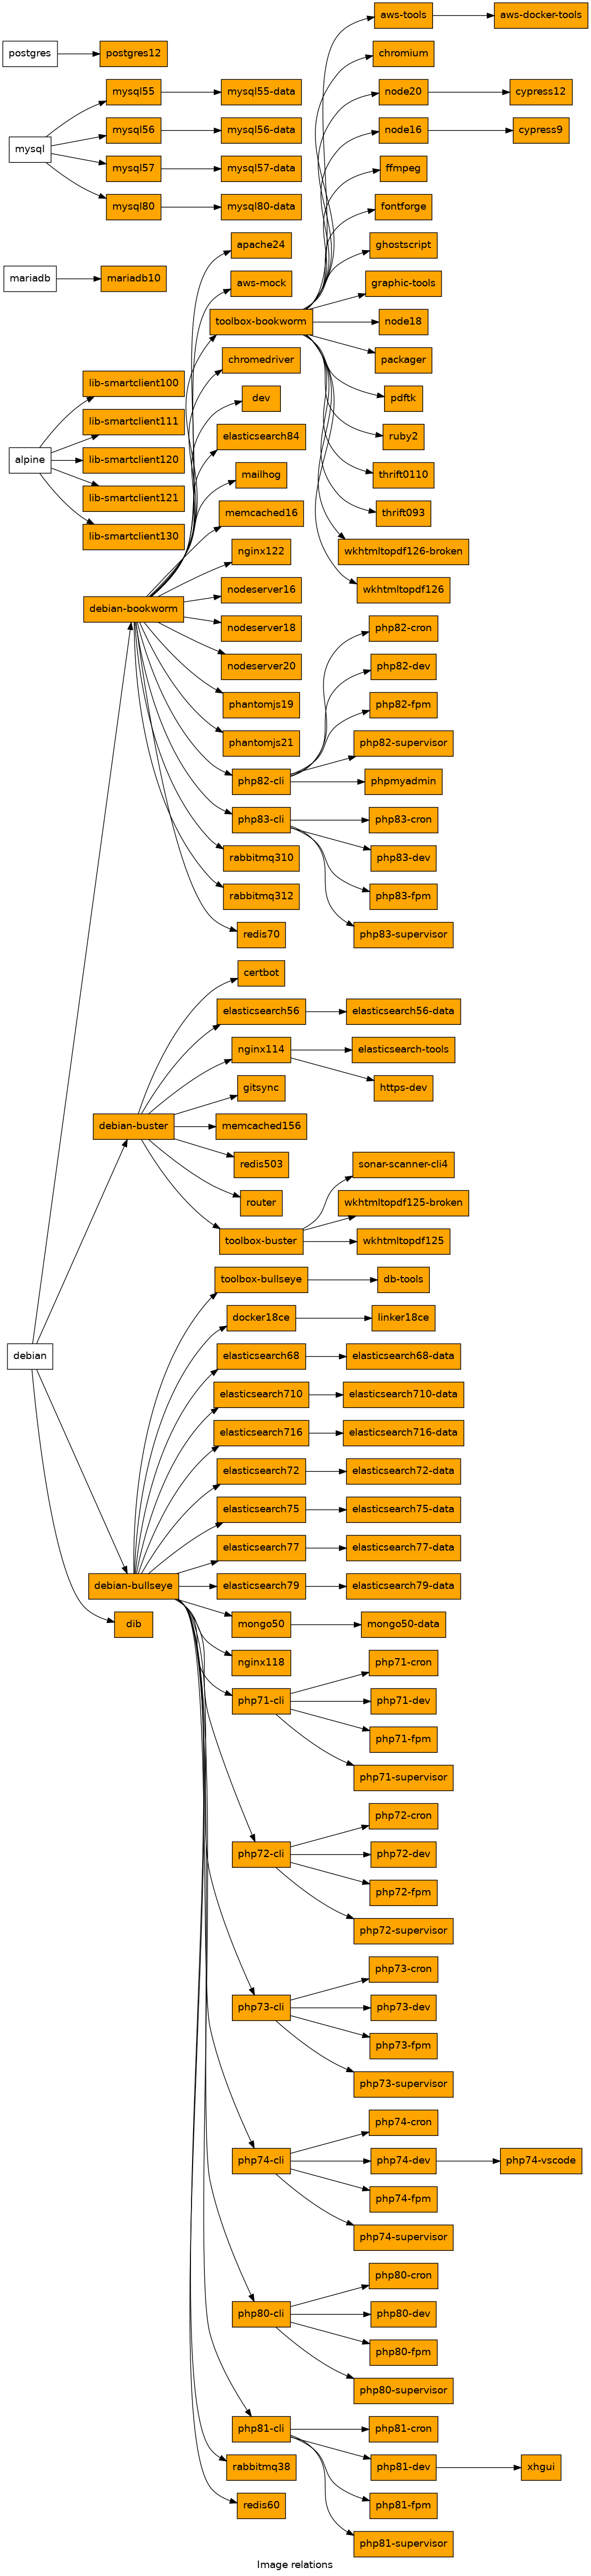 aws-tools
aws-docker-tools
postgres
postgres12
chromium
mysql55
mysql55-data
node20
cypress12
mysql
mysql56
mysql56-data
node16
cypress9
mysql57
mysql57-data
ffmpeg
mysql80
mysql80-data
fontforge
apache24
ghostscript
mariadb
mariadb10
aws-mock
graphic-tools
toolbox-bookworm
node18
chromedriver
packager
lib-smartclient100
dev
pdftk
lib-smartclient111
elasticsearch84
ruby2
alpine
lib-smartclient120
mailhog
thrift0110
lib-smartclient121
memcached16
thrift093
lib-smartclient130
nginx122
wkhtmltopdf126-broken
nodeserver16
wkhtmltopdf126
debian-bookworm
nodeserver18
php82-cron
nodeserver20
php82-dev
phantomjs19
php82-fpm
phantomjs21
php82-supervisor
php82-cli
phpmyadmin
php83-cli
php83-cron
rabbitmq310
php83-dev
rabbitmq312
php83-fpm
redis70
php83-supervisor
certbot
elasticsearch56
elasticsearch56-data
nginx114
elasticsearch-tools
gitsync
https-dev
debian-buster
memcached156
redis503
sonar-scanner-cli4
router
wkhtmltopdf125-broken
toolbox-buster
wkhtmltopdf125
toolbox-bullseye
db-tools
docker18ce
linker18ce
debian
elasticsearch68
elasticsearch68-data
elasticsearch710
elasticsearch710-data
elasticsearch716
elasticsearch716-data
elasticsearch72
elasticsearch72-data
elasticsearch75
elasticsearch75-data
elasticsearch77
elasticsearch77-data
debian-bullseye
elasticsearch79
elasticsearch79-data
dib
mongo50
mongo50-data
nginx118
php71-cron
php71-cli
php71-dev
php71-fpm
php71-supervisor
php72-cron
php72-cli
php72-dev
php72-fpm
php72-supervisor
php73-cron
php73-cli
php73-dev
php73-fpm
php73-supervisor
php74-cron
php74-cli
php74-dev
php74-vscode
php74-fpm
php74-supervisor
php80-cron
php80-cli
php80-dev
php80-fpm
php80-supervisor
php81-cli
php81-cron
rabbitmq38
php81-dev
xhgui
redis60
php81-fpm
php81-supervisor
Image relations